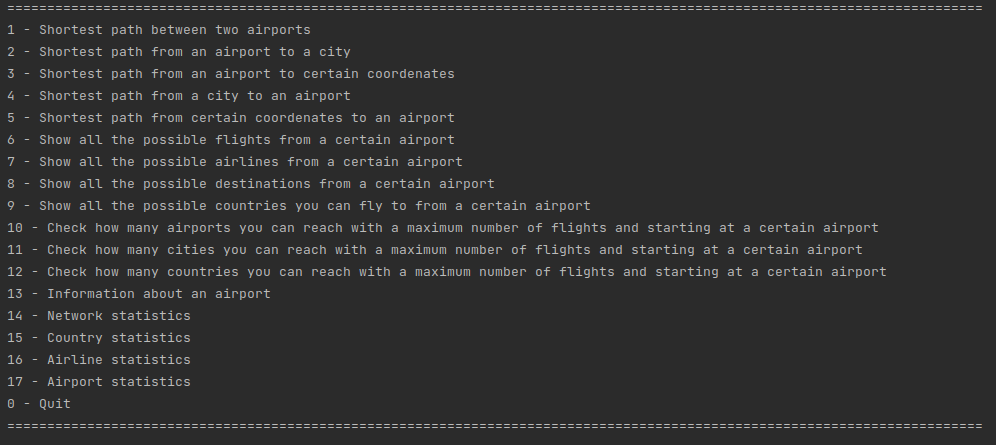 ==========================================================================================================================
1 - Shortest path between two airports
2 - Shortest path from an airport to a city
3 - Shortest path from an airport to certain coordenates
4 - Shortest path from a city to an airport
5 - Shortest path from certain coordenates to an airport
6 - Show all the possible flights from a certain airport
7 - Show all the possible airlines from a certain airport
8 - Show all the possible destinations from a certain airport
9 - Show all the possible countries you can fly to from a certain airport
10 - Check how many airports you can reach with a maximum number of flights and starting at a certain airport
11 - Check how many cities you can reach with a maximum number of flights and starting at a certain airport
12 - Check how many countries you can reach with a maximum number of flights and starting at a certain airport
13 - Information about an airport
14 - Network statistics
15 - Country statistics
16 - Airline statistics
17 - Airport statistics
0 - Quit
==========================================================================================================================